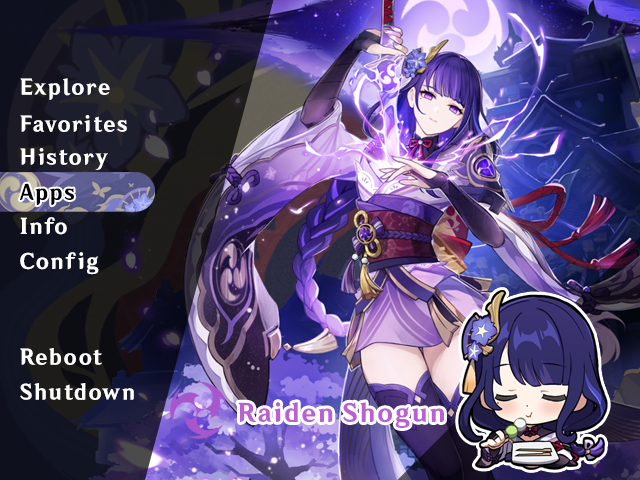 Explore
Favorites
History
Apps
Info
Config
Reboot
Shutdown
Raiden Shogun